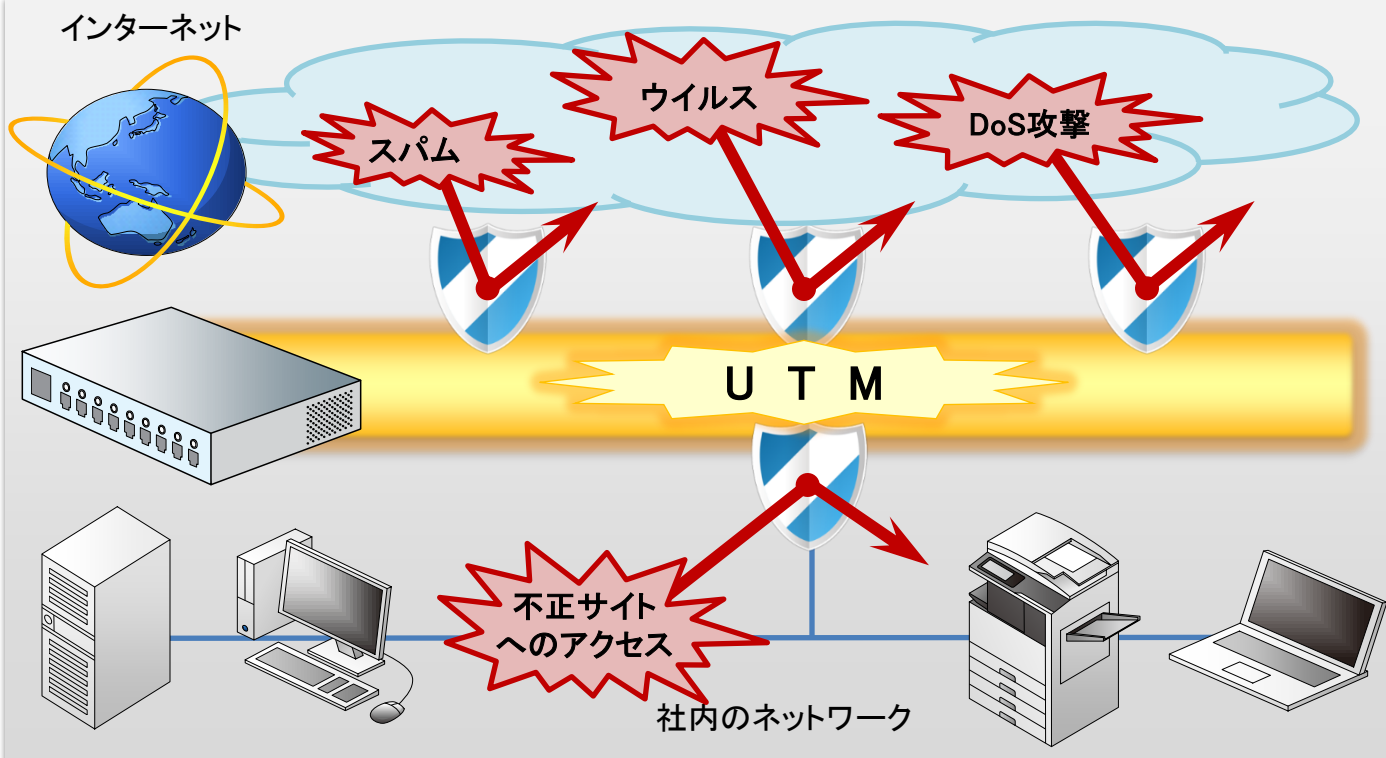 インターネット
スパム
ウイルス
DoS攻撃
U T M
不正サイト
へのアクセス
社内のネットワーク